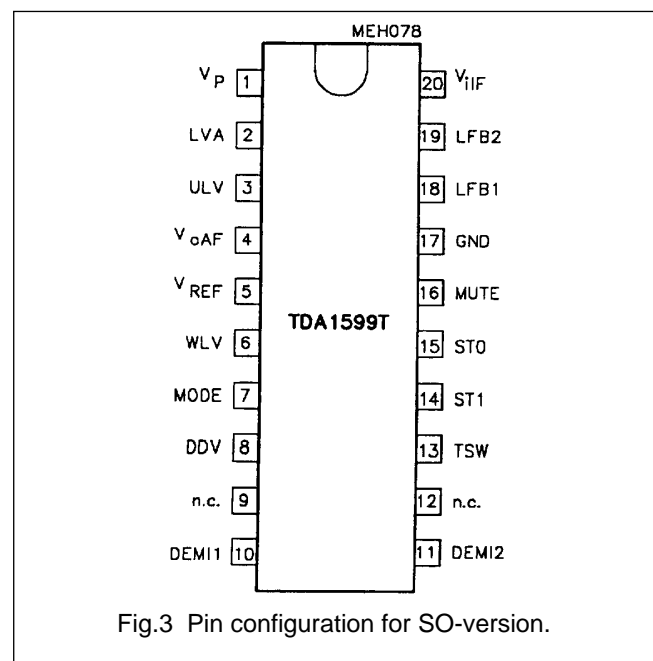 MEH078
VP 1
LVA 2
ULV 3
VoAF 4
VREF 5
WLV 6
MODE 7
DDV 8
n.c. 9
DEMI1 10
TDA1599T
20 ViIF
19 LFB2
18 LFB1
17 GND
16 MUTE
15 ST0
14 ST1
13 TSW
12 n.c.
11 DEMI2
Fig.3 Pin configuration for SO-version.